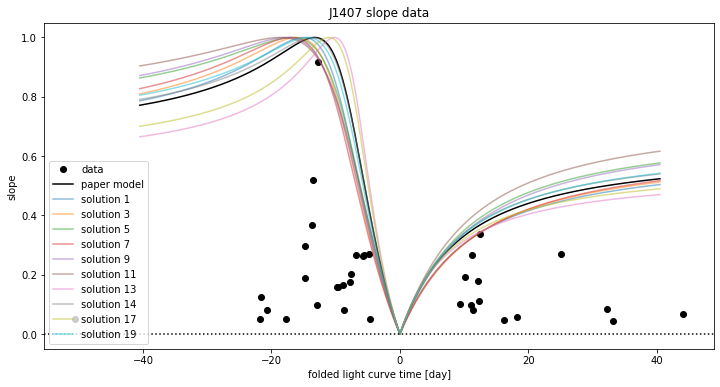 J1407 slope data
1.0
0.8
0.6
0.4
0.2
0.0
slope
data
paper model
solution 1
solution 3
solution 5
solution 7
solution 9
solution 11
solution 13
solution 14
solution 17
solution 19
−40
−20
0
20
40
folded light curve time [day]